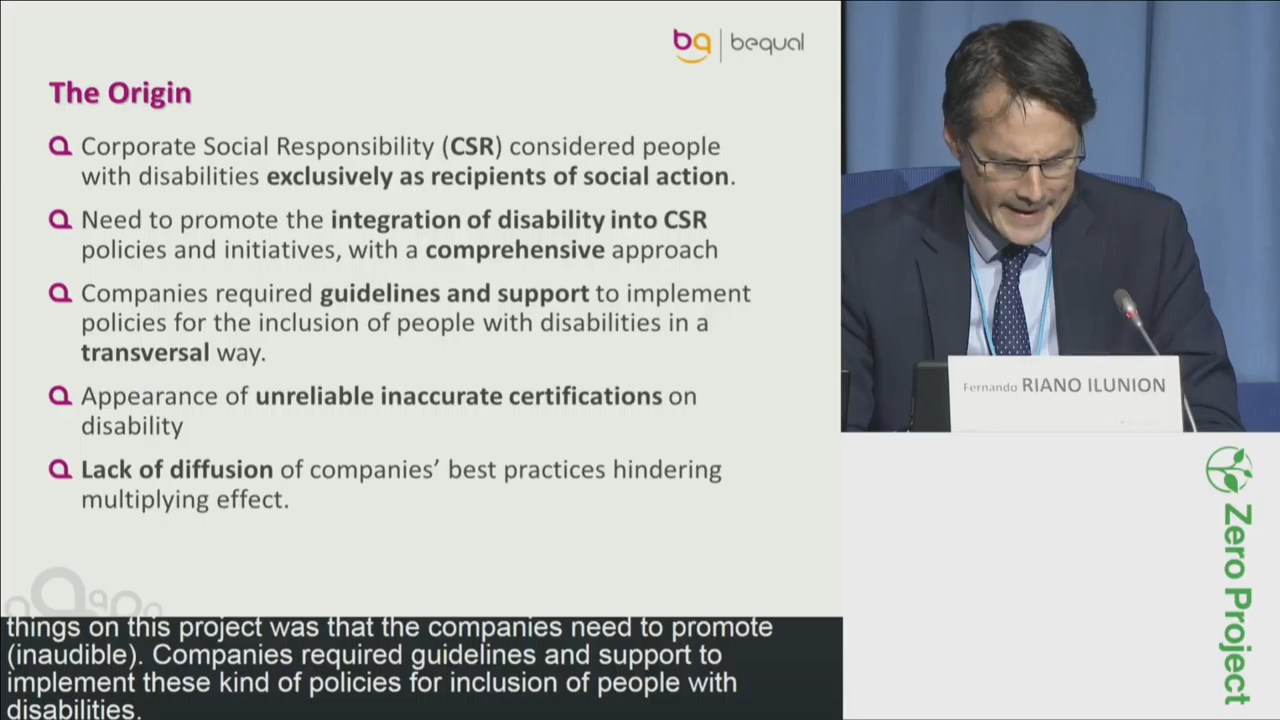 bq | bequal
The Origin
Corporate Social Responsibility (CSR) considered people
with disabilities exclusively as recipients of social action.
Need to promote the integration of disability into CSR
policies and initiatives, with a comprehensive approach
Companies required guidelines and support to implement
policies for the inclusion of people with disabilities in a
transversal way.
Appearance of unreliable inaccurate certifications on
disability
Lack of diffusion of companies’ best practices hindering
multiplying effect.
things on this project was that the companies need to promote
(inaudible). Companies required guidelines and support to
implement these kind of policies for inclusion of people with
disabilities.
Fernando RIANO ILUNION
Zero Project